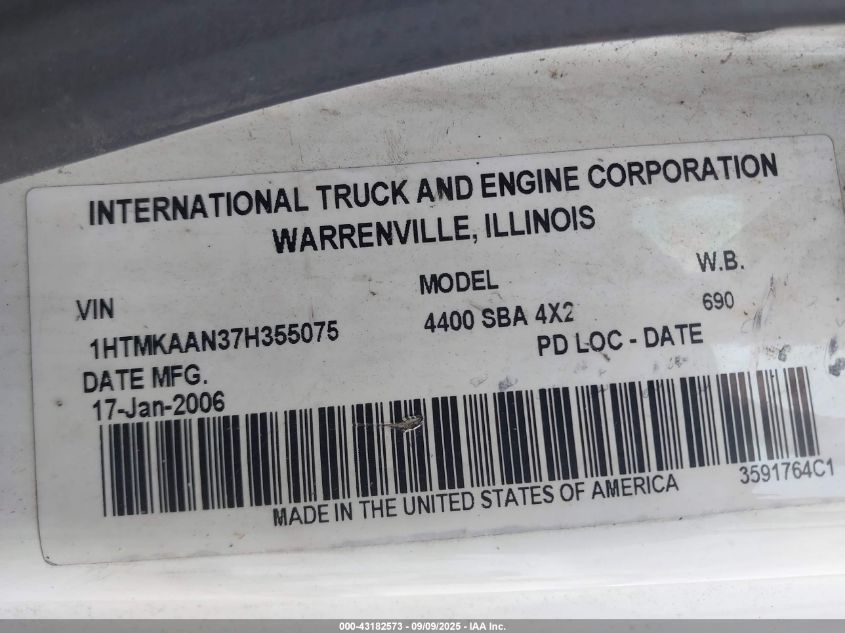 INTERNATIONAL TRUCK AND ENGINE CORPORATION
WARRENVILLE, ILLINOIS
VIN MODEL W.B.
1HTMKAAN37H355075 4400 SBA 4X2 690
DATE MFG. PD LOC - DATE
17-Jan-2006
3591764C1
MADE IN THE UNITED STATES OF AMERICA
000-43182573 - 09/09/2025 - IAA Inc.